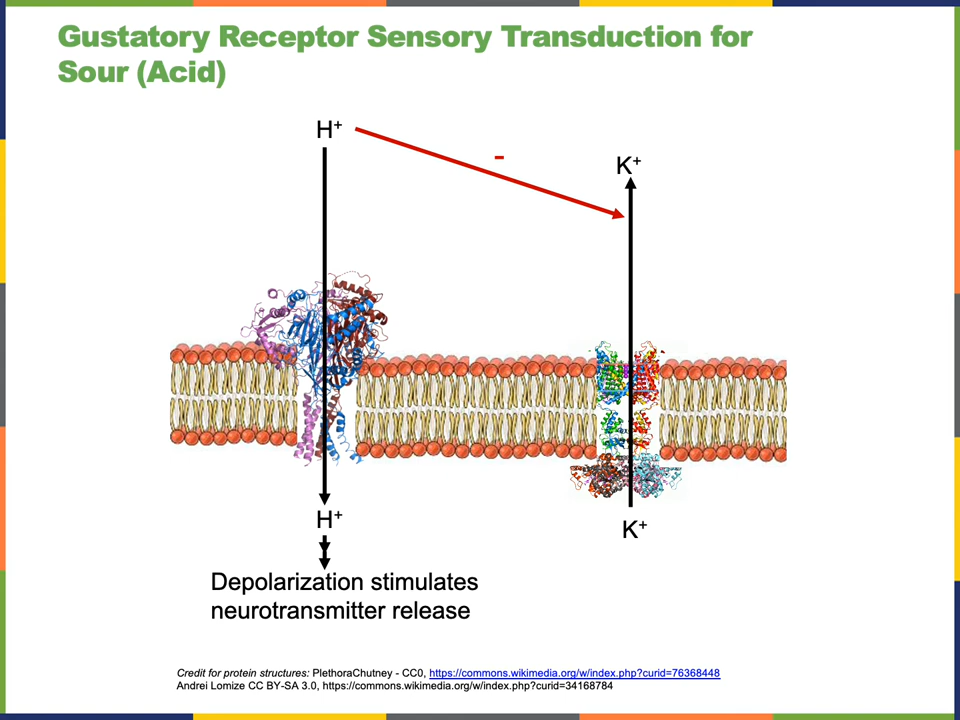 Gustatory Receptor Sensory Transduction for
Sour (Acid)
H⁺
-
K⁺
H⁺
K⁺
Depolarization stimulates
neurotransmitter release
Credit for protein structures: PlethoraChutney - CC0, https://commons.wikimedia.org/w/index.php?curid=76368448
Andrei Lomize CC BY-SA 3.0, https://commons.wikimedia.org/w/index.php?curid=34168784